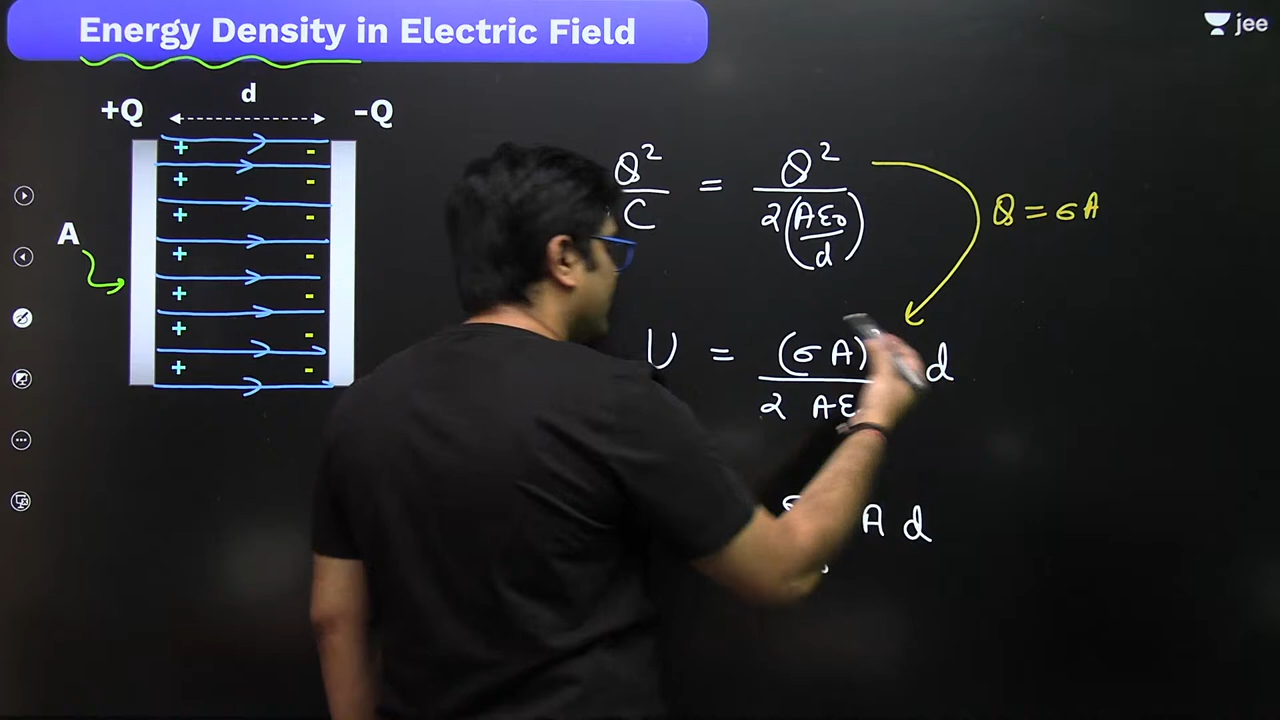 Energy Density in Electric Field
jee
+Q d -Q
A
Q² / C = Q² / 2(Aε₀/d)
Q = σA
U = (σA) d / 2 Aε
A d